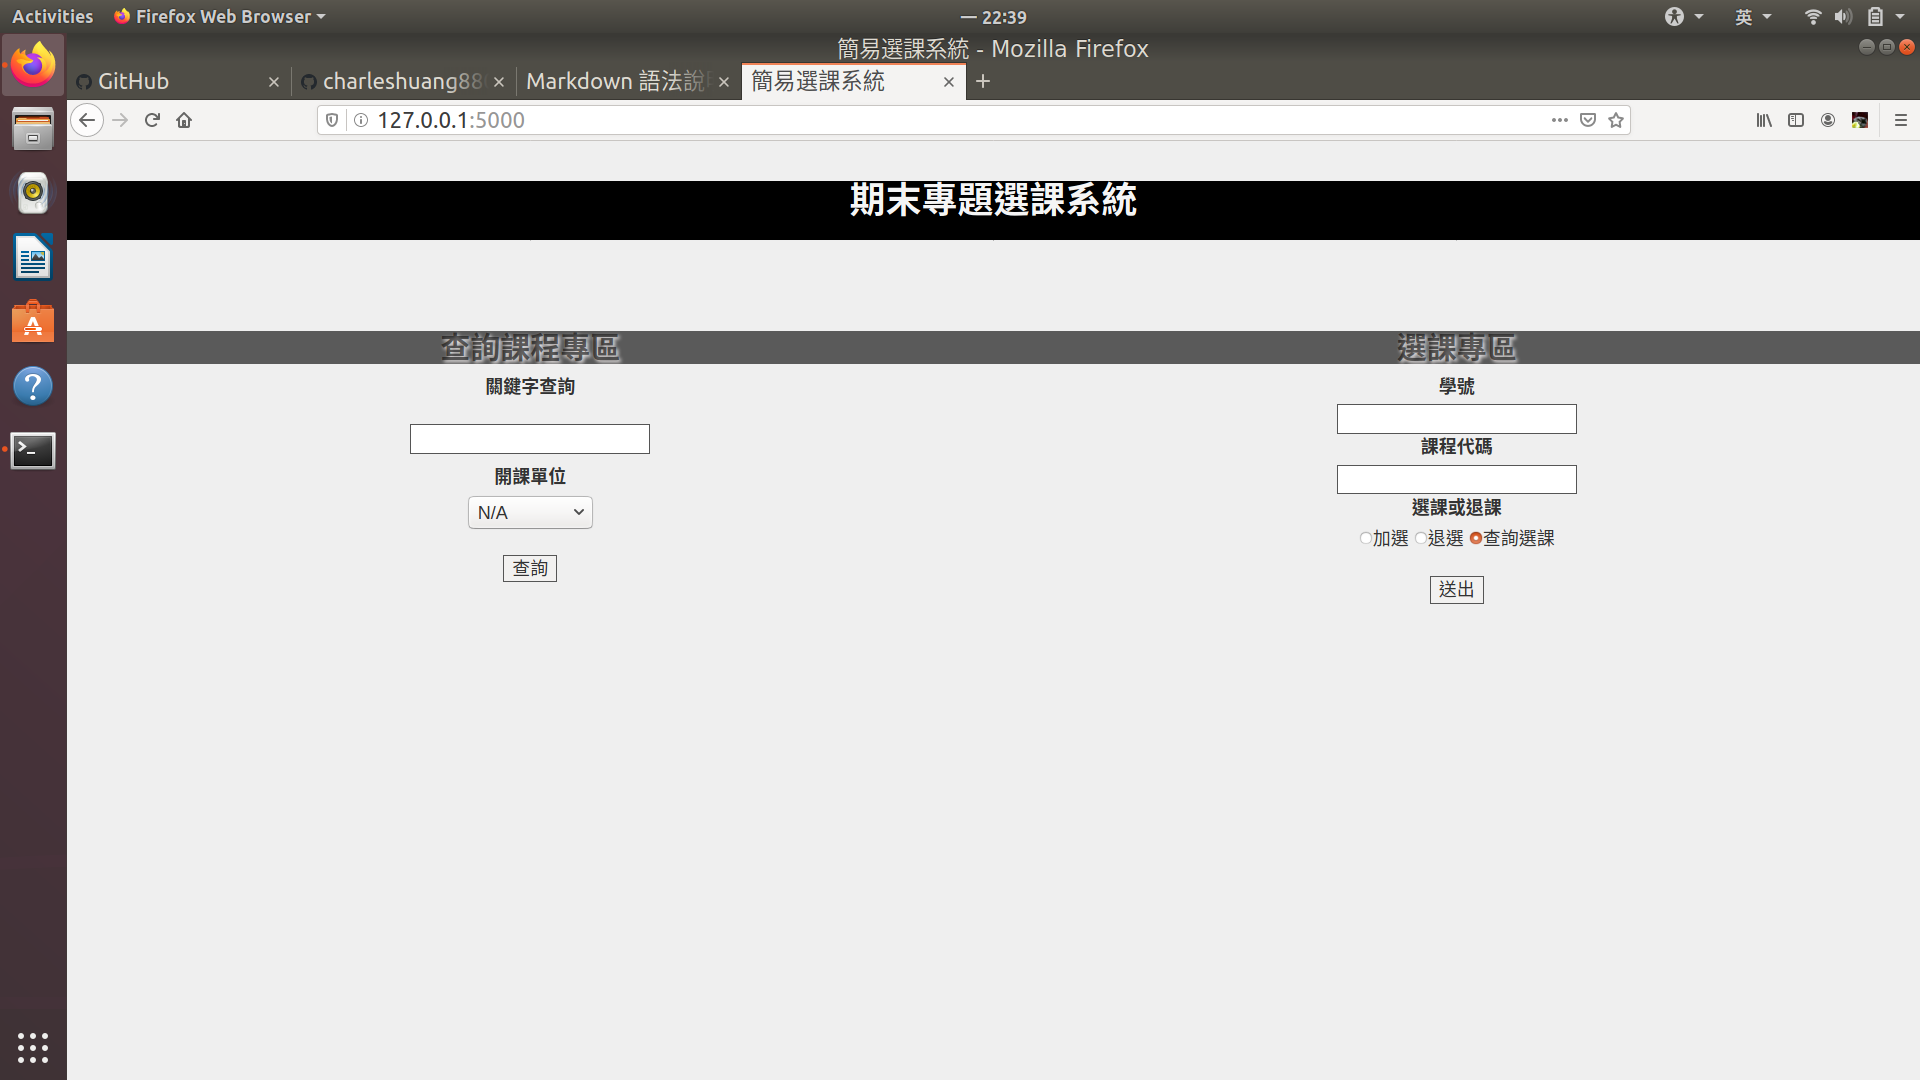 Activities
Firefox Web Browser
一 22:39
英
簡易選課系統 - Mozilla Firefox
GitHub
charleshuang88
Markdown 語法說
簡易選課系統
127.0.0.1:5000
期末專題選課系統
查詢課程專區
關鍵字查詢
開課單位
N/A
查詢
選課專區
學號
課程代碼
選課或退課
加選 退選 查詢選課
送出